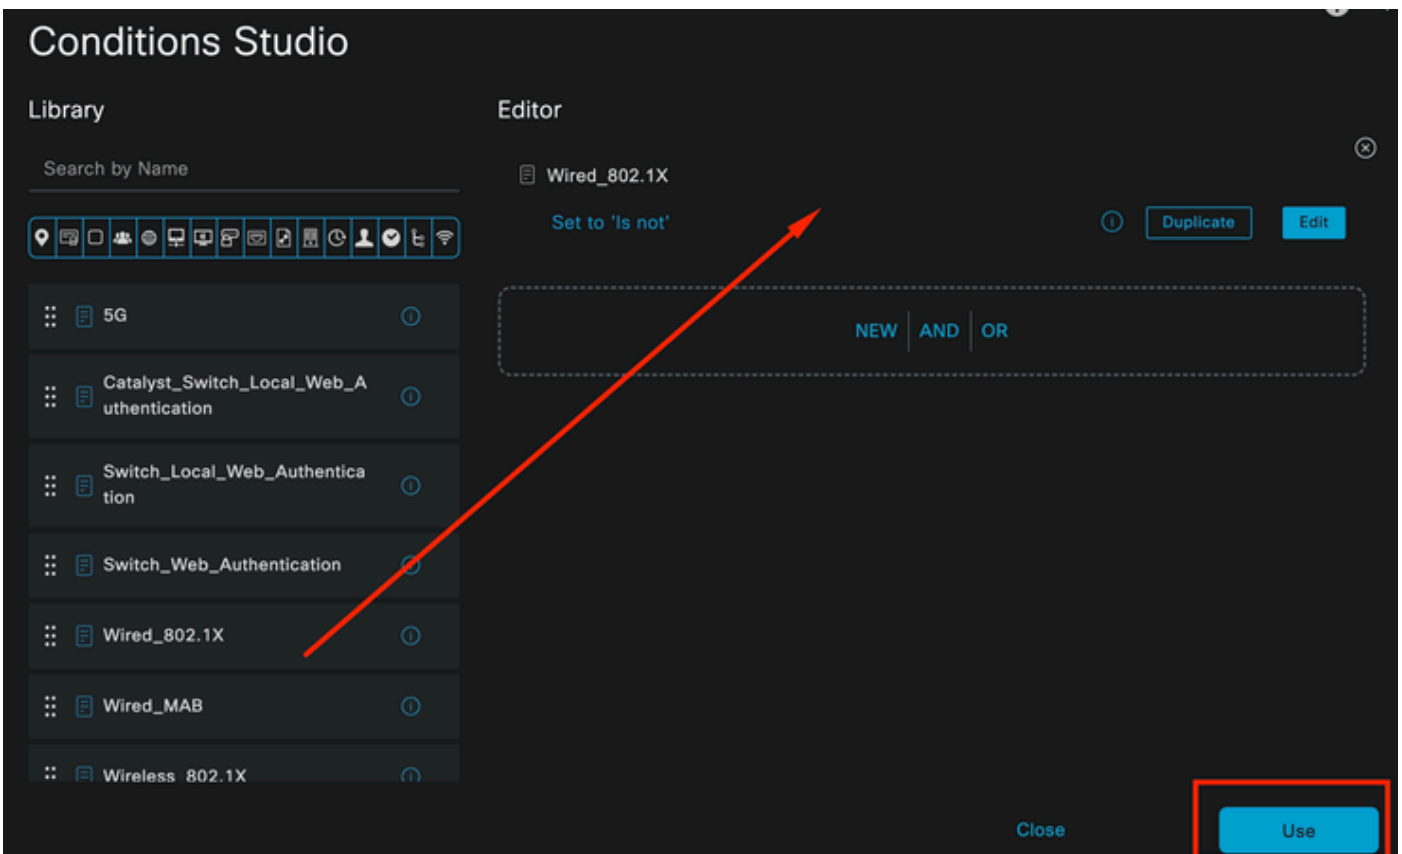 Conditions Studio
Library
Search by Name
5G
Catalyst_Switch_Local_Web_A
uthentication
Switch_Local_Web_Authentica
tion
Switch_Web_Authentication
Wired_802.1X
Wired_MAB
Wireless_802.1X
Editor
Wired_802.1X
Set to 'Is not'
Duplicate
Edit
NEW AND OR
Close
Use